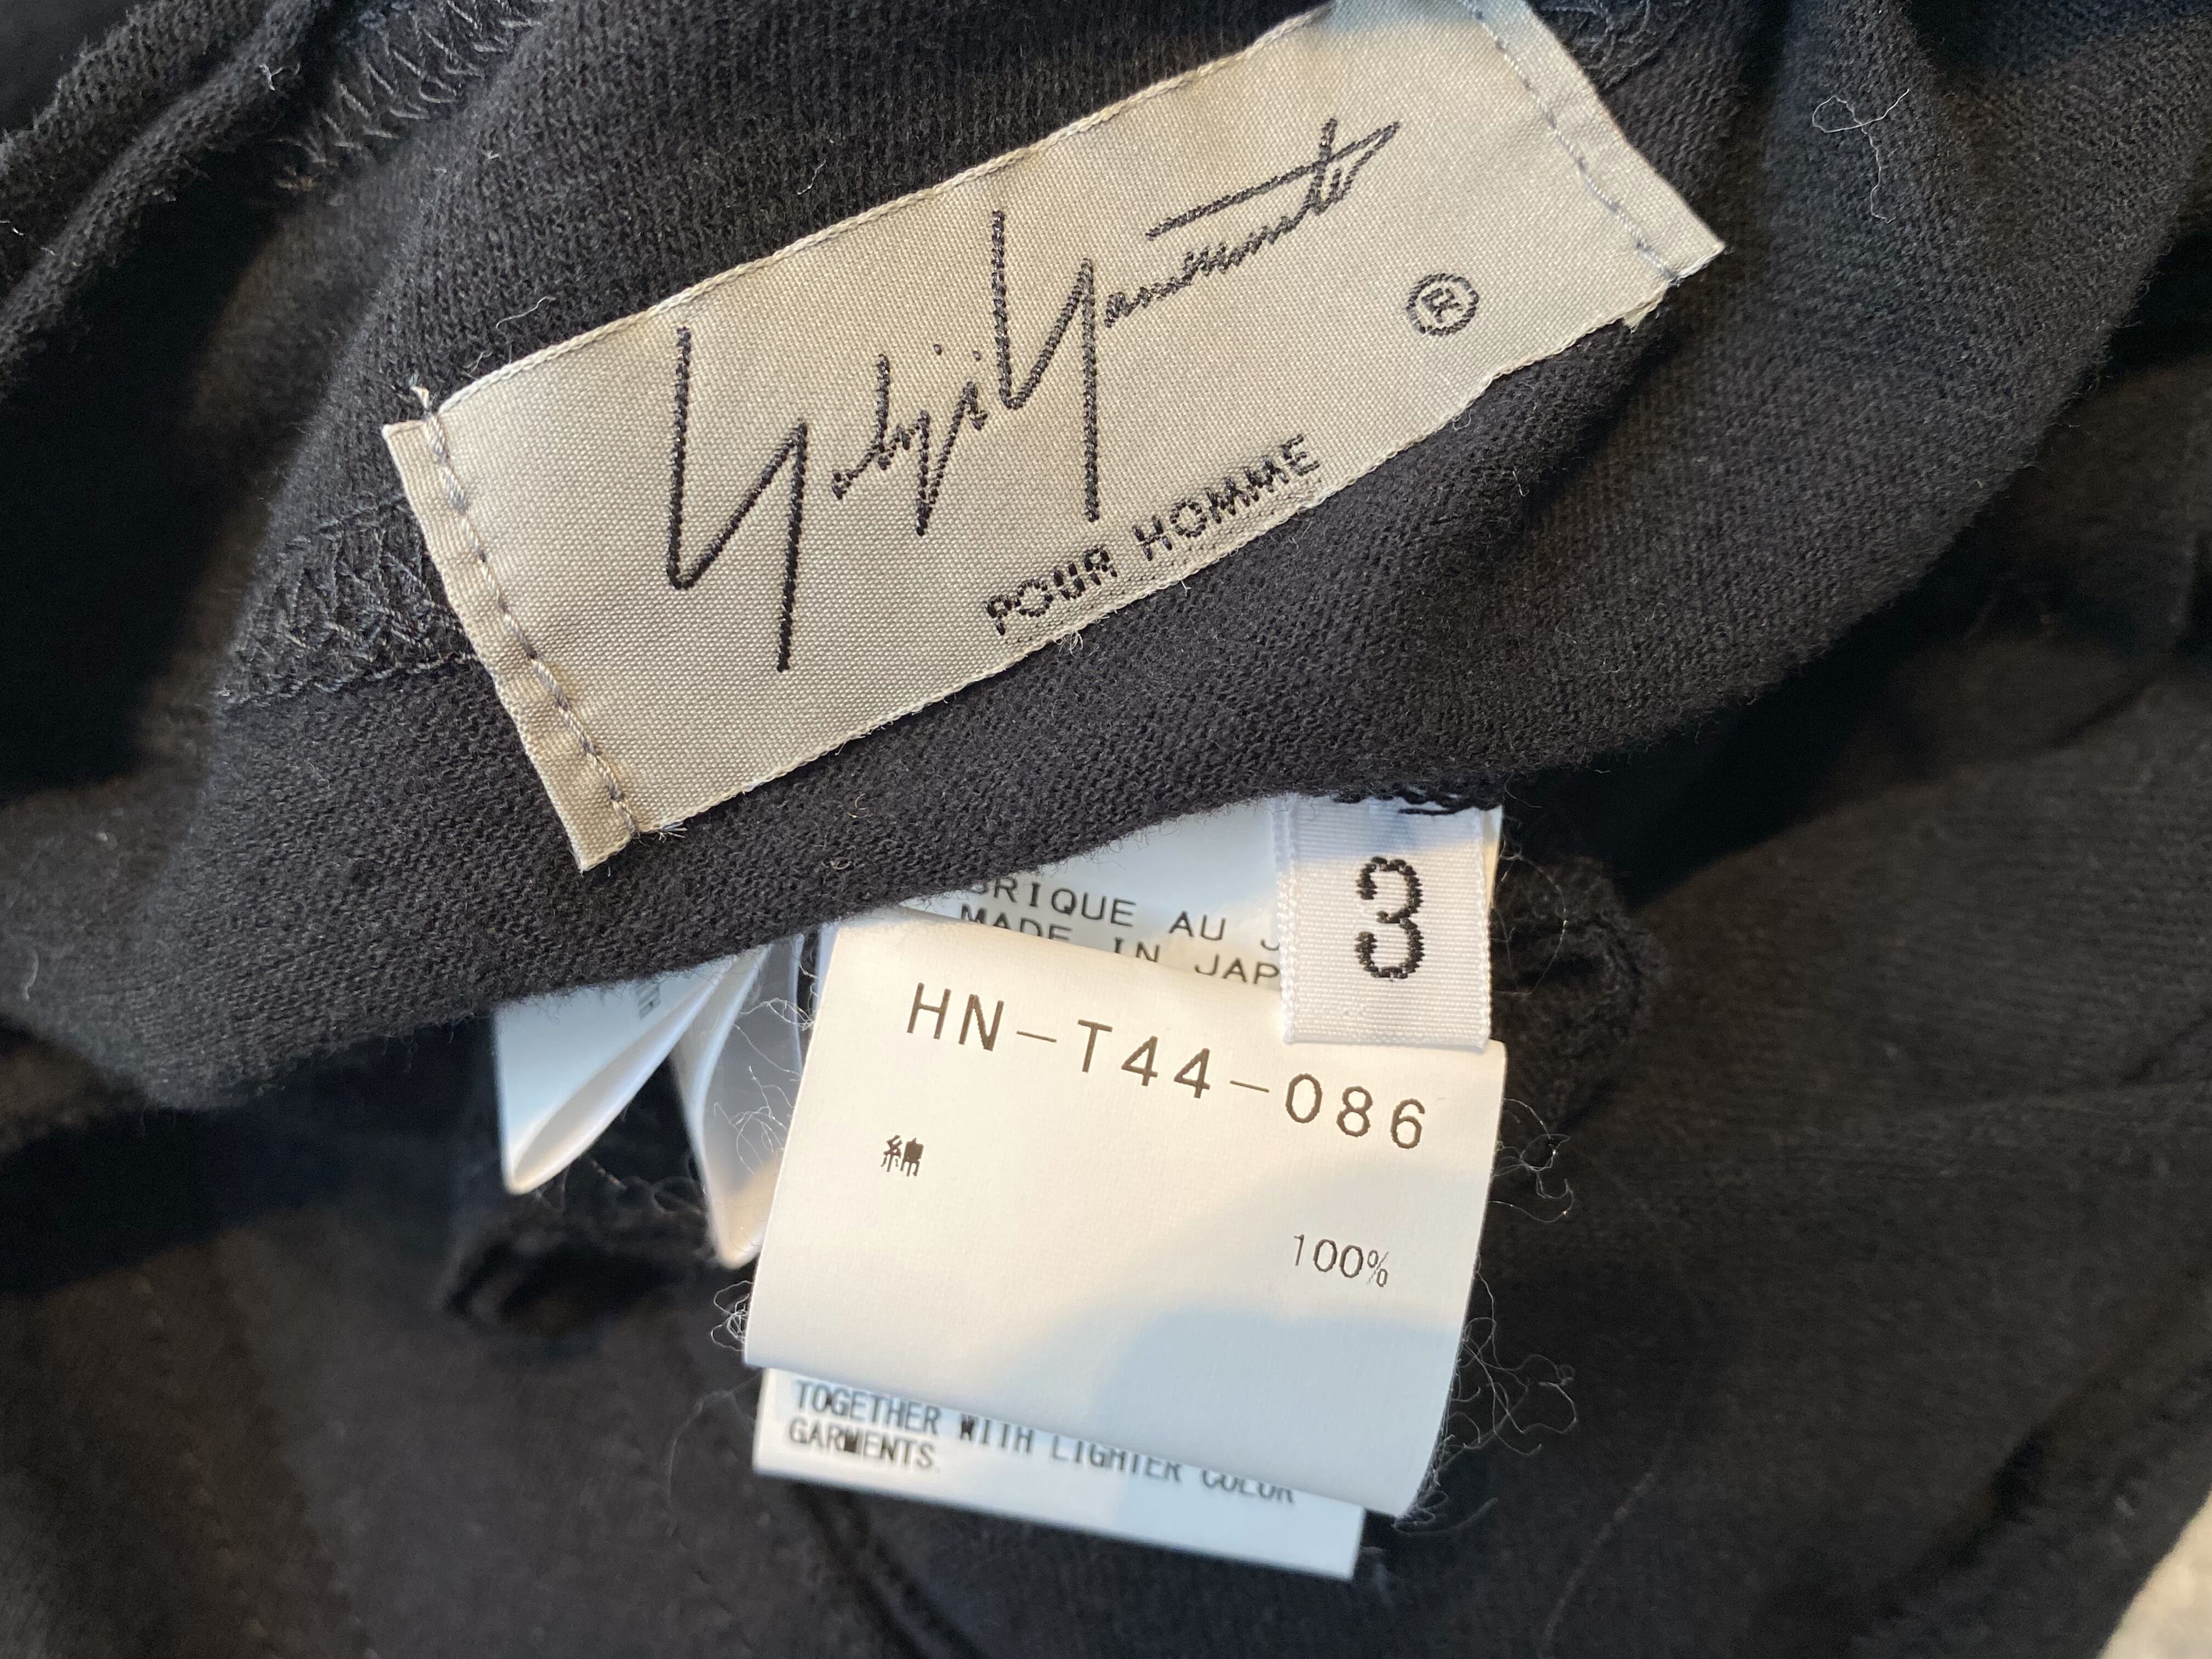 Yohji Yamamoto
®
POUR HOMME
3
BRIQUE AU J
MADE IN JAP
HN-T44-086
綿
100%
TOGETHER WITH LIGHTER COLOR
GARMENTS.